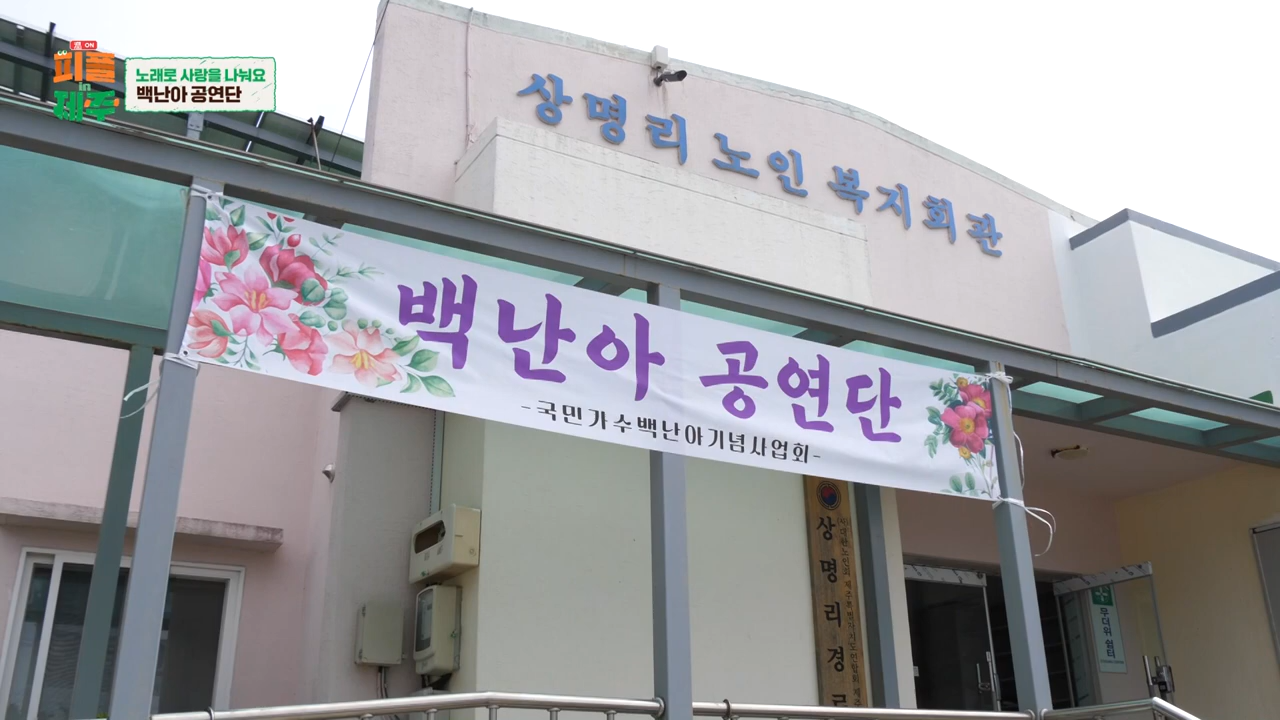 ON
피플
in
제주
노래로 사랑을 나눠요
백난아 공연단
상명리 노인 복지회관
백난아 공연단
-국민가수백난아기념사업회-
상명리경로
무더위 쉼터